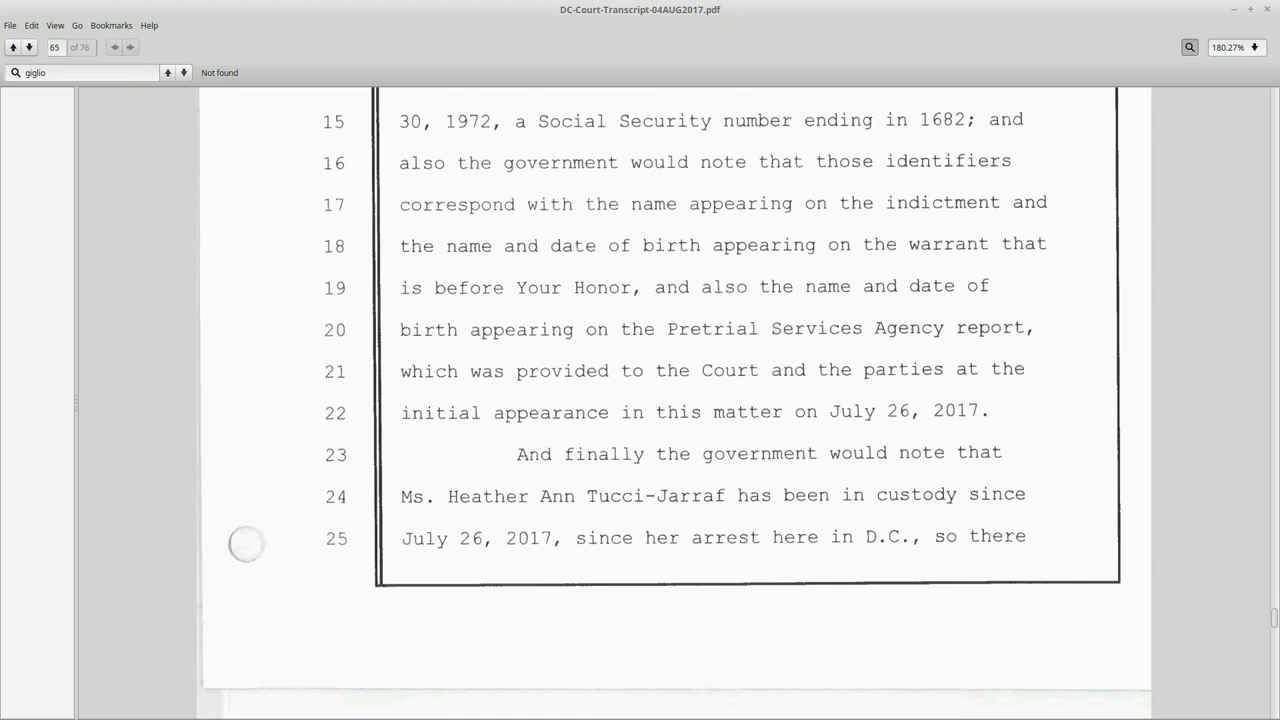 DC-Court-Transcript-04AUG2017.pdf
File Edit View Go Bookmarks Help
65 of 76 180.27%
giglio Not found
15 30, 1972, a Social Security number ending in 1682; and
16 also the government would note that those identifiers
17 correspond with the name appearing on the indictment and
18 the name and date of birth appearing on the warrant that
19 is before Your Honor, and also the name and date of
20 birth appearing on the Pretrial Services Agency report,
21 which was provided to the Court and the parties at the
22 initial appearance in this matter on July 26, 2017.
23 And finally the government would note that
24 Ms. Heather Ann Tucci-Jarraf has been in custody since
25 July 26, 2017, since her arrest here in D.C., so there